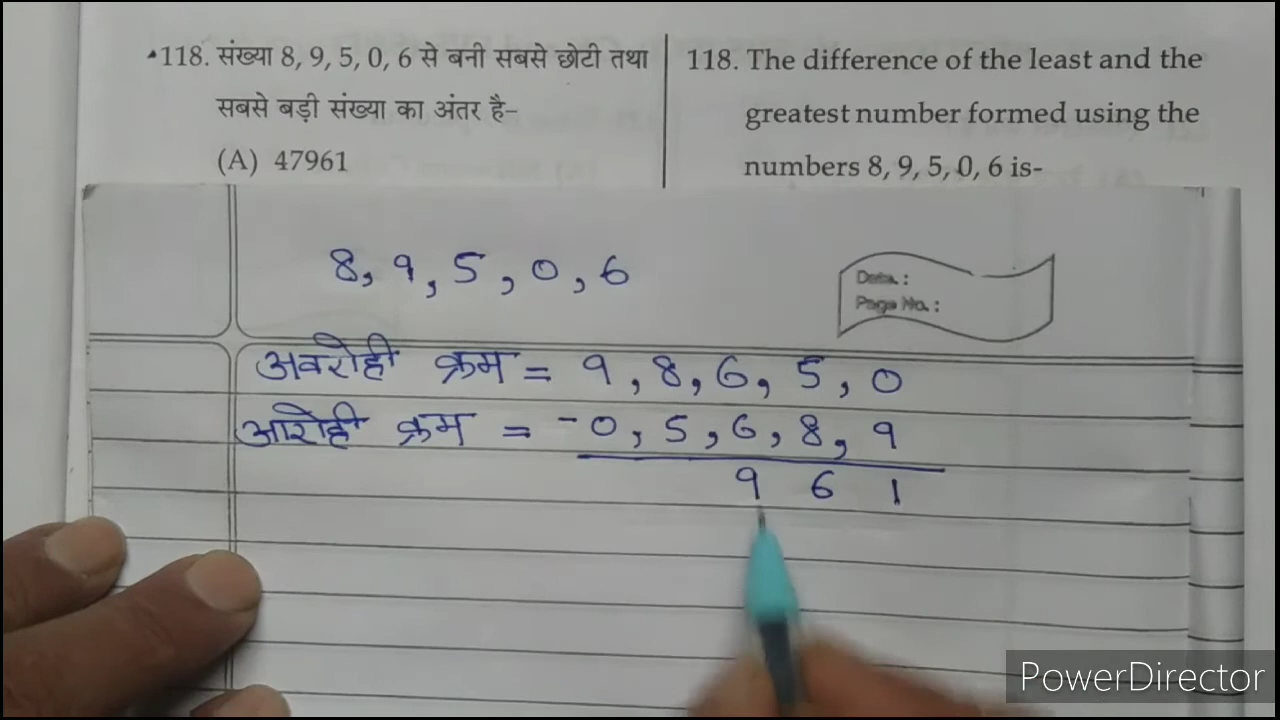 118. संख्या 8, 9, 5, 0, 6 से बनी सबसे छोटी तथा
सबसे बड़ी संख्या का अंतर है-
(A) 47961
118. The difference of the least and the
greatest number formed using the
numbers 8, 9, 5, 0, 6 is-
8, 9, 5, 0, 6
Date.:
Page No.:
अवरोही क्रम = 9, 8, 6, 5, 0
आरोही क्रम = - 0, 5, 6, 8, 9
9 6 1
PowerDirector